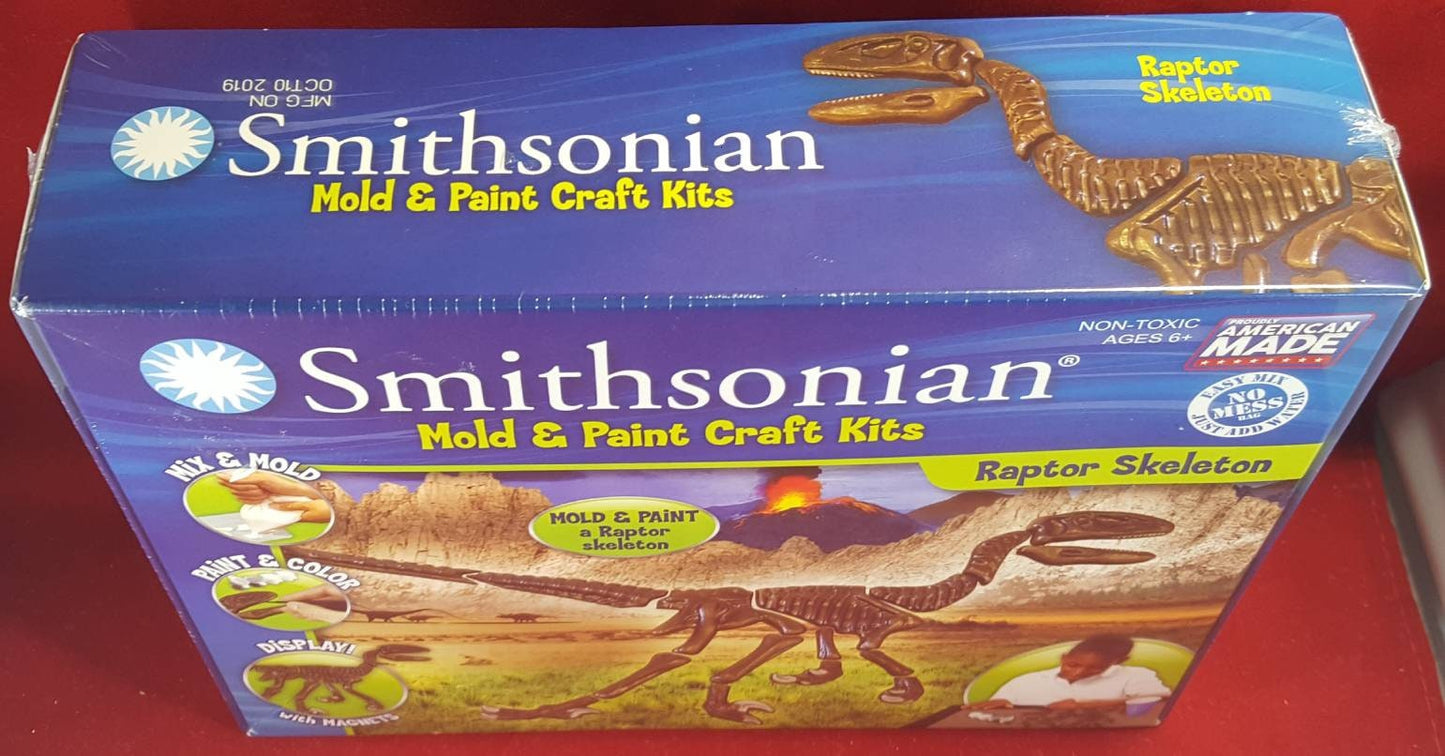 MFG ON
OCT10 2019
Smithsonian
Mold & Paint Craft Kits
Raptor
Skeleton
Smithsonian®
Mold & Paint Craft Kits
NON-TOXIC
AGES 6+
PROUDLY
AMERICAN
MADE
EASY MIX
NO
MESS
BAG
JUST ADD WATER
Raptor Skeleton
MIX & MOLD
PAINT & COLOR
DISPLAY!
with MAGNETS
MOLD & PAINT
a Raptor
skeleton